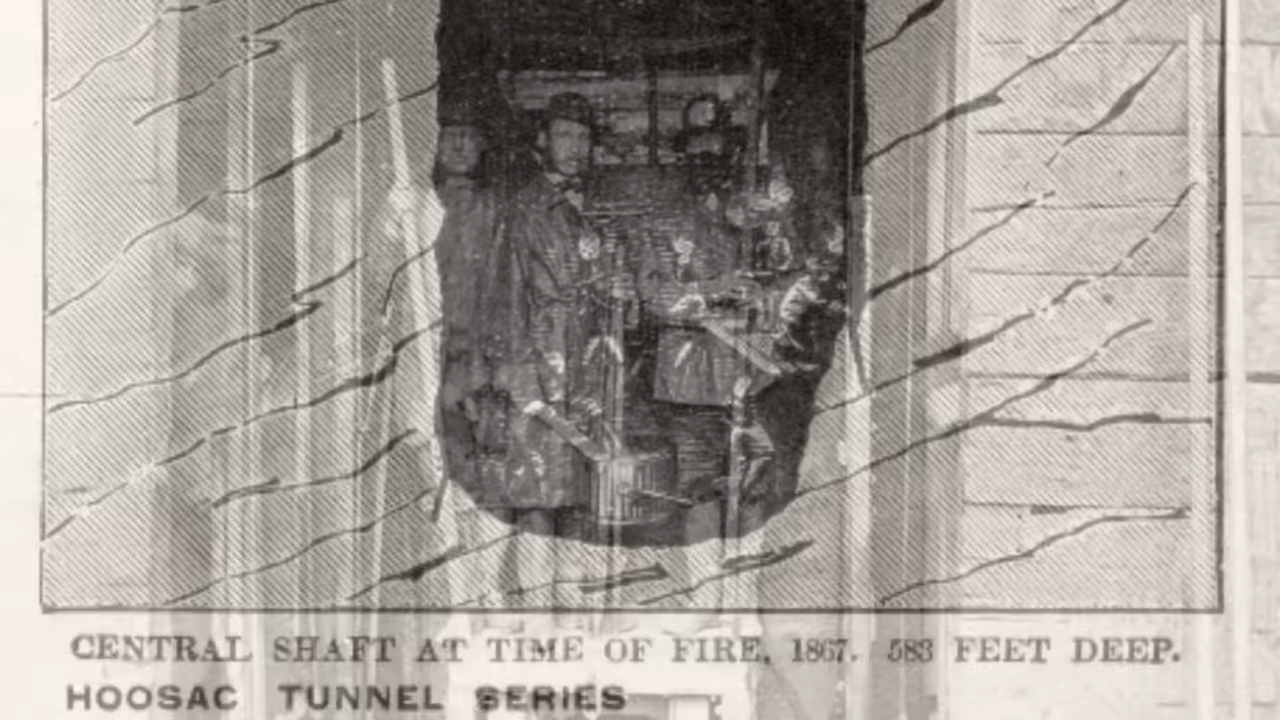 CENTRAL SHAFT AT TIME OF FIRE, 1867. 583 FEET DEEP.
HOOSAC TUNNEL SERIES